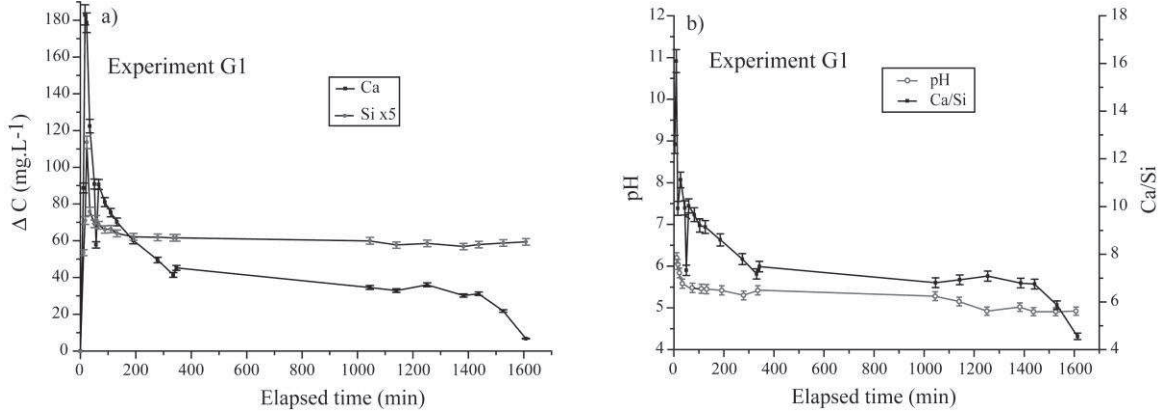 a)
Experiment G1
Ca
Si x5
Δ C (mg.L-1)
180
160
140
120
100
80
60
40
20
0
0 200 400 600 800 1000 1200 1400 1600
Elapsed time (min)
b)
Experiment G1
pH
Ca/Si
pH
12
11
10
9
8
7
6
5
4
18
16
14
12
10
8
6
4
Ca/Si
0 200 400 600 800 1000 1200 1400 1600
Elapsed time (min)